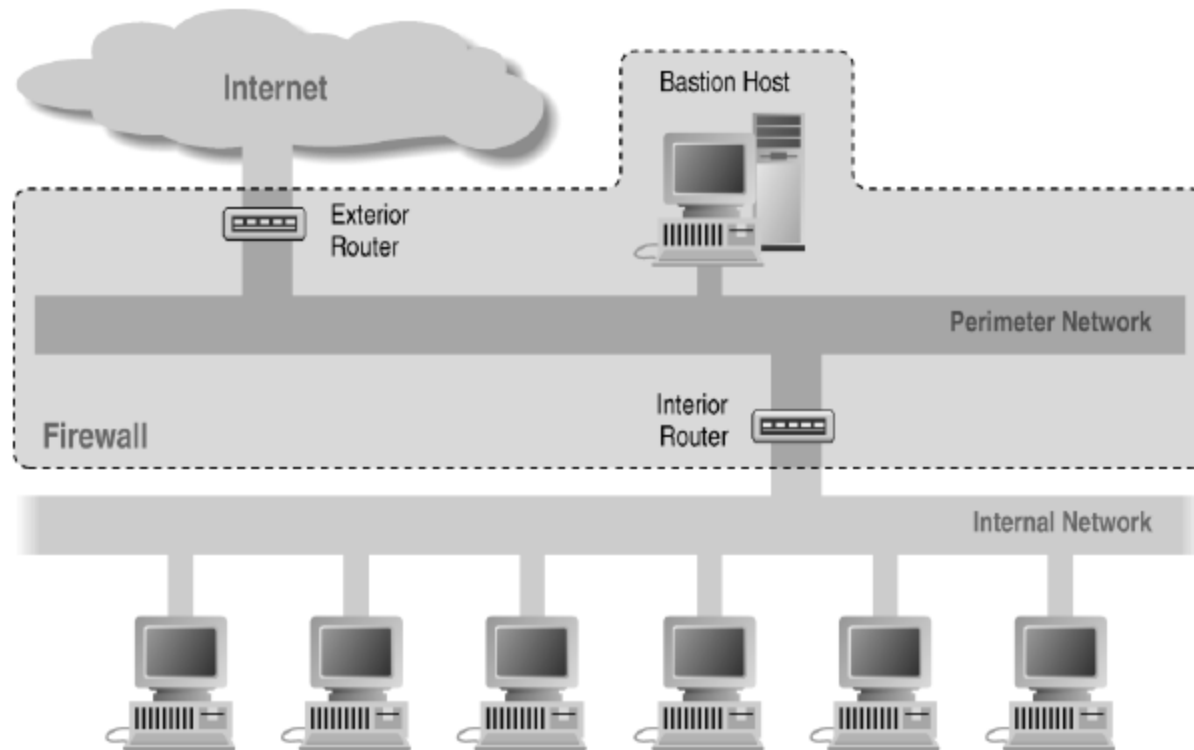 Internet
Bastion Host
Exterior
Router
Perimeter Network
Interior
Router
Firewall
Internal Network